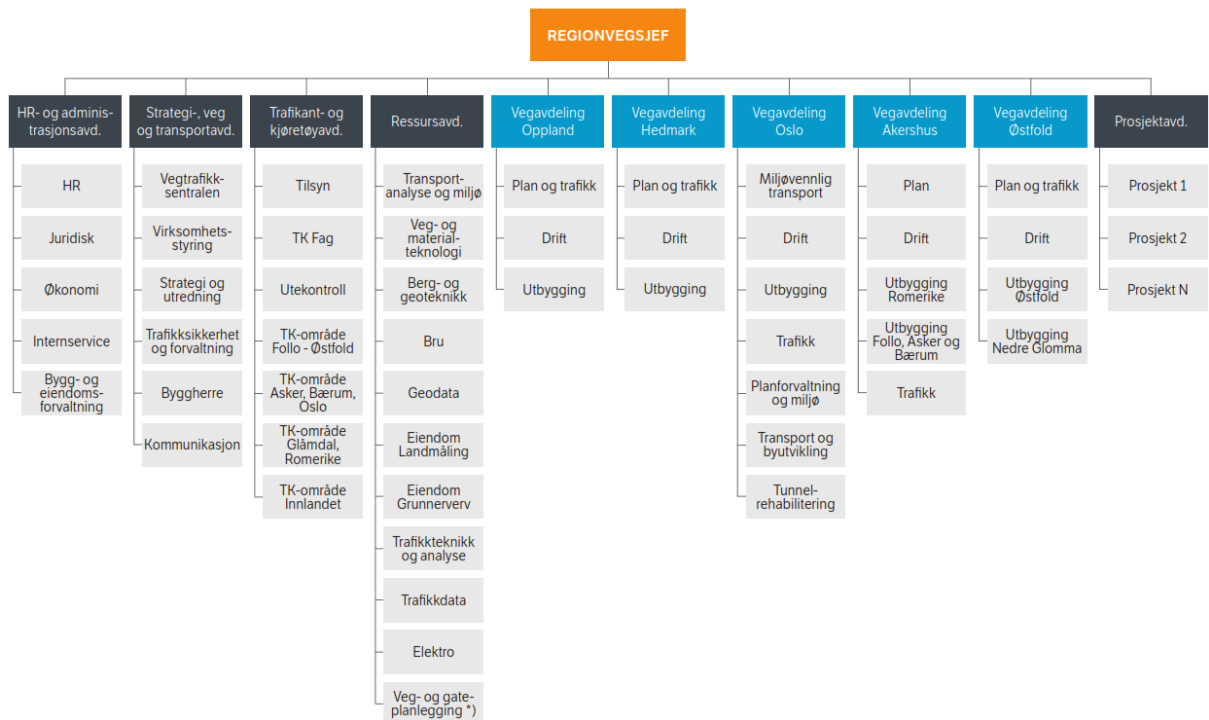 REGIONVEGSJEF
HR- og adminis-
trasjonsavd.
HR
Juridisk
Økonomi
Internservice
Bygg- og
eiendoms-
forvaltning
Strategi-, veg
og transportavd.
Vegtrafikk-
sentralen
Virksomhets-
styring
Strategi og
utredning
Trafikksikkerhet
og forvaltning
Byggherre
Kommunikasjon
Trafikant- og
kjøretøyavd.
Tilsyn
TK Fag
Utekontroll
TK-område
Follo - Østfold
TK-område
Asker, Bærum,
Oslo
TK-område
Glåmdal,
Romerike
TK-område
Innlandet
Ressursavd.
Transport-
analyse og miljø
Veg- og
material-
teknologi
Berg- og
geoteknikk
Bru
Geodata
Eiendom
Landmåling
Eiendom
Grunnerverv
Trafikkteknikk
og analyse
Trafikkdata
Elektro
Veg- og gate-
planlegging *)
Vegavdeling
Oppland
Plan og trafikk
Drift
Utbygging
Vegavdeling
Hedmark
Plan og trafikk
Drift
Utbygging
Vegavdeling
Oslo
Miljøvennlig
transport
Drift
Utbygging
Trafikk
Planforvaltning
og miljø
Transport og
byutvikling
Tunnel-
rehabilitering
Vegavdeling
Akershus
Plan
Drift
Utbygging
Romerike
Utbygging
Follo, Asker og
Bærum
Trafikk
Vegavdeling
Østfold
Plan og trafikk
Drift
Utbygging
Østfold
Utbygging
Nedre Glomma
Prosjektavd.
Prosjekt 1
Prosjekt 2
Prosjekt N